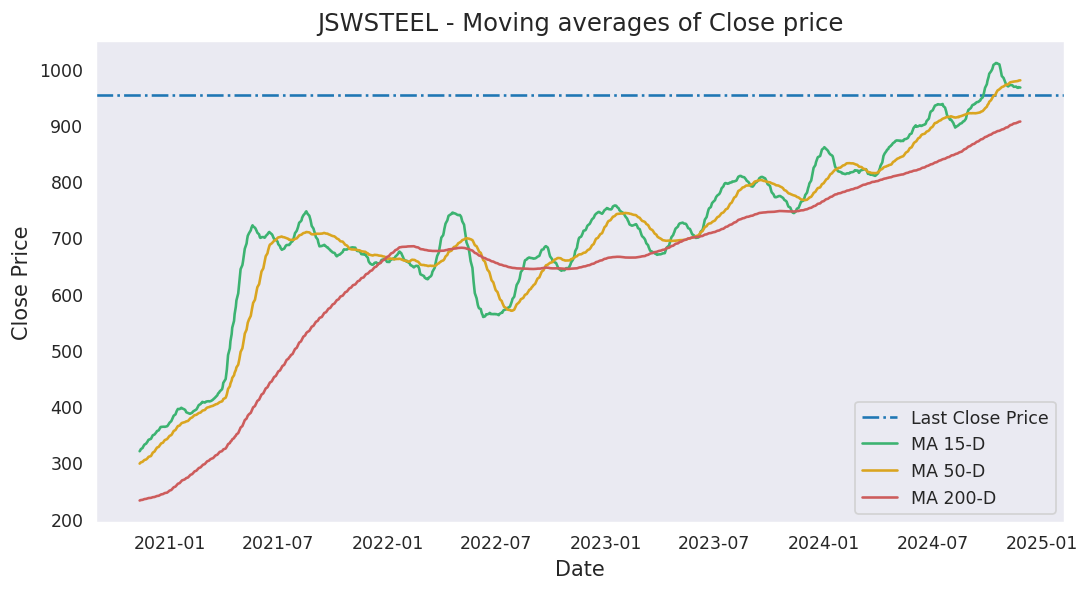 JSWSTEEL - Moving averages of Close price
Close Price
1000
900
800
700
600
500
400
300
200
Last Close Price
MA 15-D
MA 50-D
MA 200-D
2021-01 2021-07 2022-01 2022-07 2023-01 2023-07 2024-01 2024-07 2025-01
Date